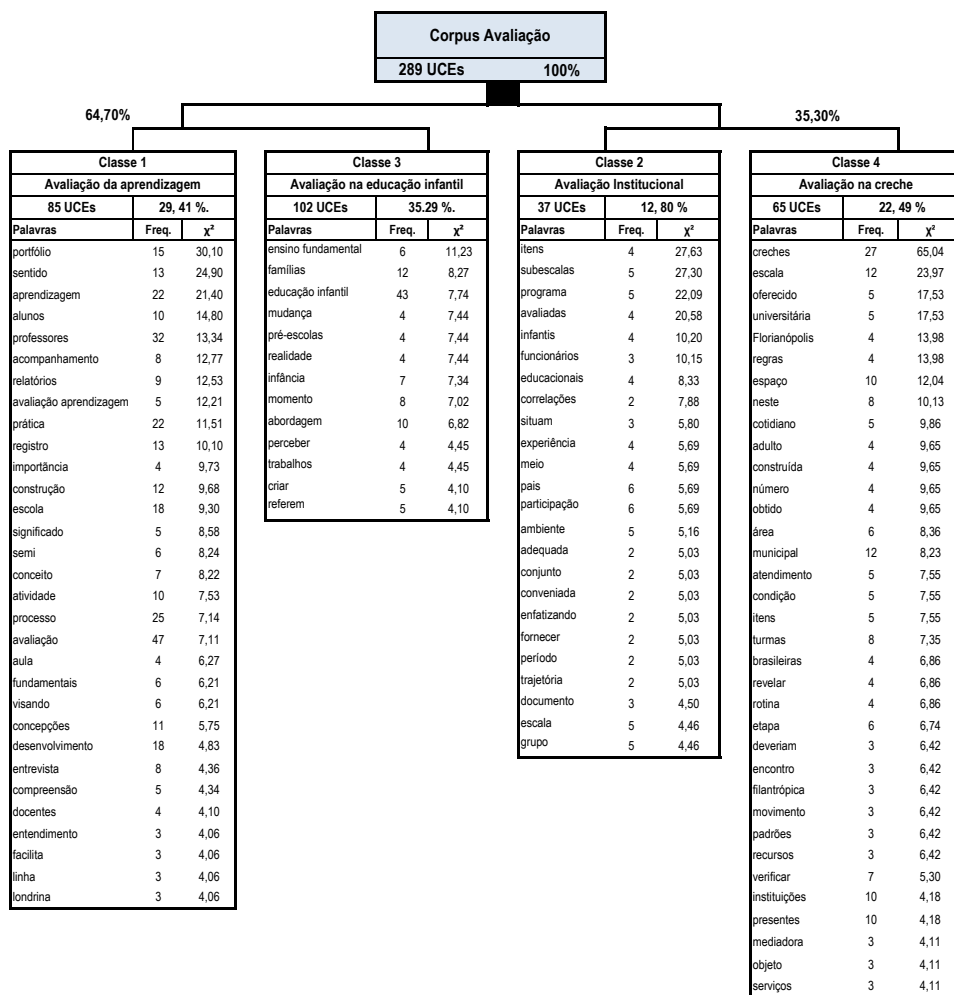 Corpus Avaliação
289 UCEs 100%
64,70%
35,30%
Classe 1
Avaliação da aprendizagem
85 UCEs 29, 41 %.
Palavras Freq. χ²
portfólio 15 30,10
sentido 13 24,90
aprendizagem 22 21,40
alunos 10 14,80
professores 32 13,34
acompanhamento 8 12,77
relatórios 9 12,53
avaliação aprendizagem 5 12,21
prática 22 11,51
registro 13 10,10
importância 4 9,73
construção 12 9,68
escola 18 9,30
significado 5 8,58
semi 6 8,24
conceito 7 8,22
atividade 10 7,53
processo 25 7,14
avaliação 47 7,11
aula 4 6,27
fundamentais 6 6,21
visando 6 6,21
concepções 11 5,75
desenvolvimento 18 4,83
entrevista 8 4,36
compreensão 5 4,34
docentes 4 4,10
entendimento 3 4,06
facilita 3 4,06
linha 3 4,06
londrina 3 4,06
Classe 3
Avaliação na educação infantil
102 UCEs 35.29 %.
Palavras Freq. χ²
ensino fundamental 6 11,23
famílias 12 8,27
educação infantil 43 7,74
mudança 4 7,44
pré-escolas 4 7,44
realidade 4 7,44
infância 7 7,34
momento 8 7,02
abordagem 10 6,82
perceber 4 4,45
trabalhos 4 4,45
criar 5 4,10
referem 5 4,10
Classe 2
Avaliação Institucional
37 UCEs 12, 80 %
Palavras Freq. χ²
itens 4 27,63
subescalas 5 27,30
programa 5 22,09
avaliadas 4 20,58
infantis 4 10,20
funcionários 3 10,15
educacionais 4 8,33
correlações 2 7,88
situam 3 5,80
experiência 4 5,69
meio 4 5,69
pais 6 5,69
participação 6 5,69
ambiente 5 5,16
adequada 2 5,03
conjunto 2 5,03
conveniada 2 5,03
enfatizando 2 5,03
fornecer 2 5,03
período 2 5,03
trajetória 2 5,03
documento 3 4,50
escala 5 4,46
grupo 5 4,46
Classe 4
Avaliação na creche
65 UCEs 22, 49 %
Palavras Freq. χ²
creches 27 65,04
escala 12 23,97
oferecido 5 17,53
universitária 5 17,53
Florianópolis 4 13,98
regras 4 13,98
espaço 10 12,04
neste 8 10,13
cotidiano 5 9,86
adulto 4 9,65
construída 4 9,65
número 4 9,65
obtido 4 9,65
área 6 8,36
municipal 12 8,23
atendimento 5 7,55
condição 5 7,55
itens 5 7,55
turmas 8 7,35
brasileiras 4 6,86
revelar 4 6,86
rotina 4 6,86
etapa 6 6,74
deveriam 3 6,42
encontro 3 6,42
filantrópica 3 6,42
movimento 3 6,42
padrões 3 6,42
recursos 3 6,42
verificar 7 5,30
instituições 10 4,18
presentes 10 4,18
mediadora 3 4,11
objeto 3 4,11
serviços 3 4,11